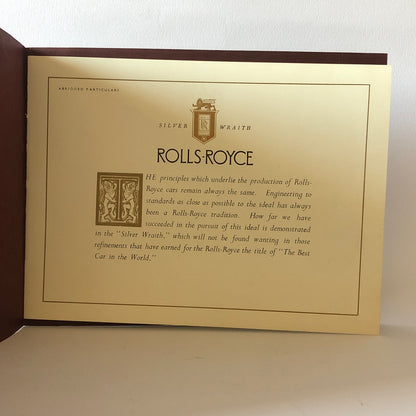 ABRIDGED PARTICULARS
SILVER WRAITH
RR
ROLLS-ROYCE
THE principles which underlie the production of Rolls-
Royce cars remain always the same. Engineering to
standards as close as possible to the ideal has always
been a Rolls-Royce tradition. How far we have
succeeded in the pursuit of this ideal is demonstrated
in the "Silver Wraith," which will not be found wanting in those
refinements that have earned for the Rolls-Royce the title of "The Best
Car in the World."